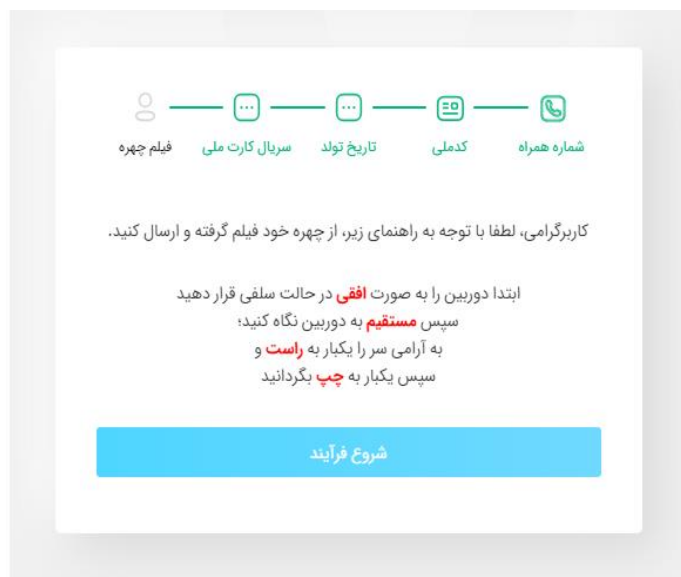 شماره همراه
کدملی
تاریخ تولد
سریال کارت ملی
فیلم چهره
کاربرگرامی، لطفا با توجه به راهنمای زیر، از چهره خود فیلم گرفته و ارسال کنید.
ابتدا دوربین را به صورت افقی در حالت سلفی قرار دهید
سپس مستقیم به دوربین نگاه کنید؛
به آرامی سر را یکبار به راست و
سپس یکبار به چپ بگردانید
شروع فرآیند